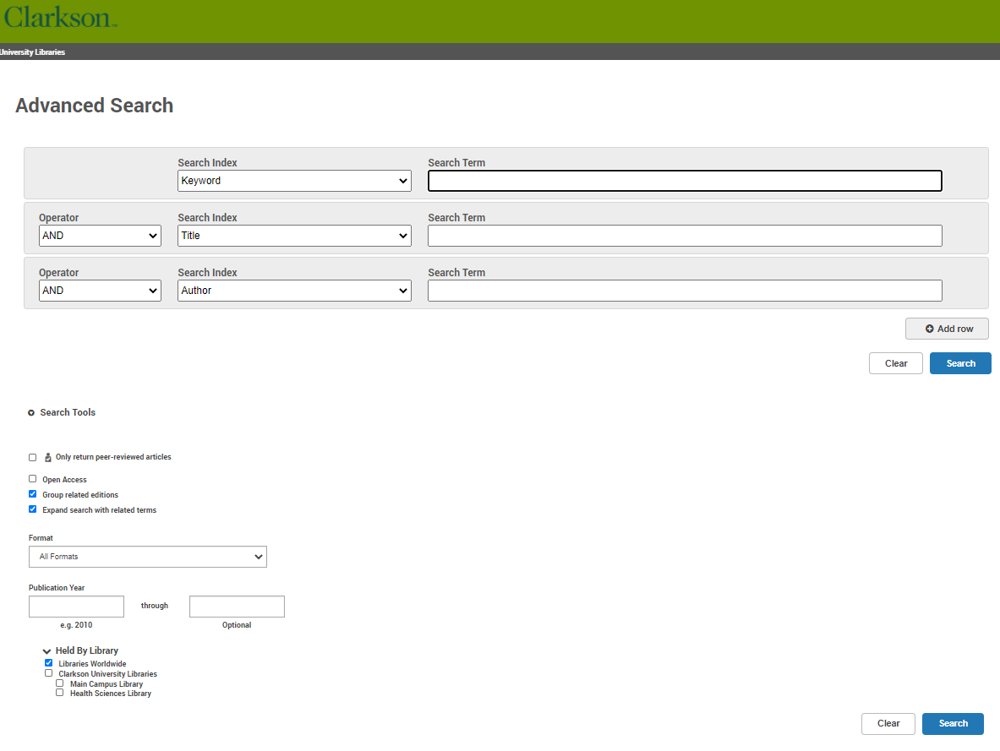 Clarkson
University Libraries
Advanced Search
Search Index Search Term
Keyword
Operator Search Index Search Term
AND Title
Operator Search Index Search Term
AND Author
Add row
Clear Search
Search Tools
Only return peer-reviewed articles
Open Access
Group related editions
Expand search with related terms
Format
All Formats
Publication Year
through
e.g. 2010 Optional
Held By Library
Libraries Worldwide
Clarkson University Libraries
Main Campus Library
Health Sciences Library
Clear Search